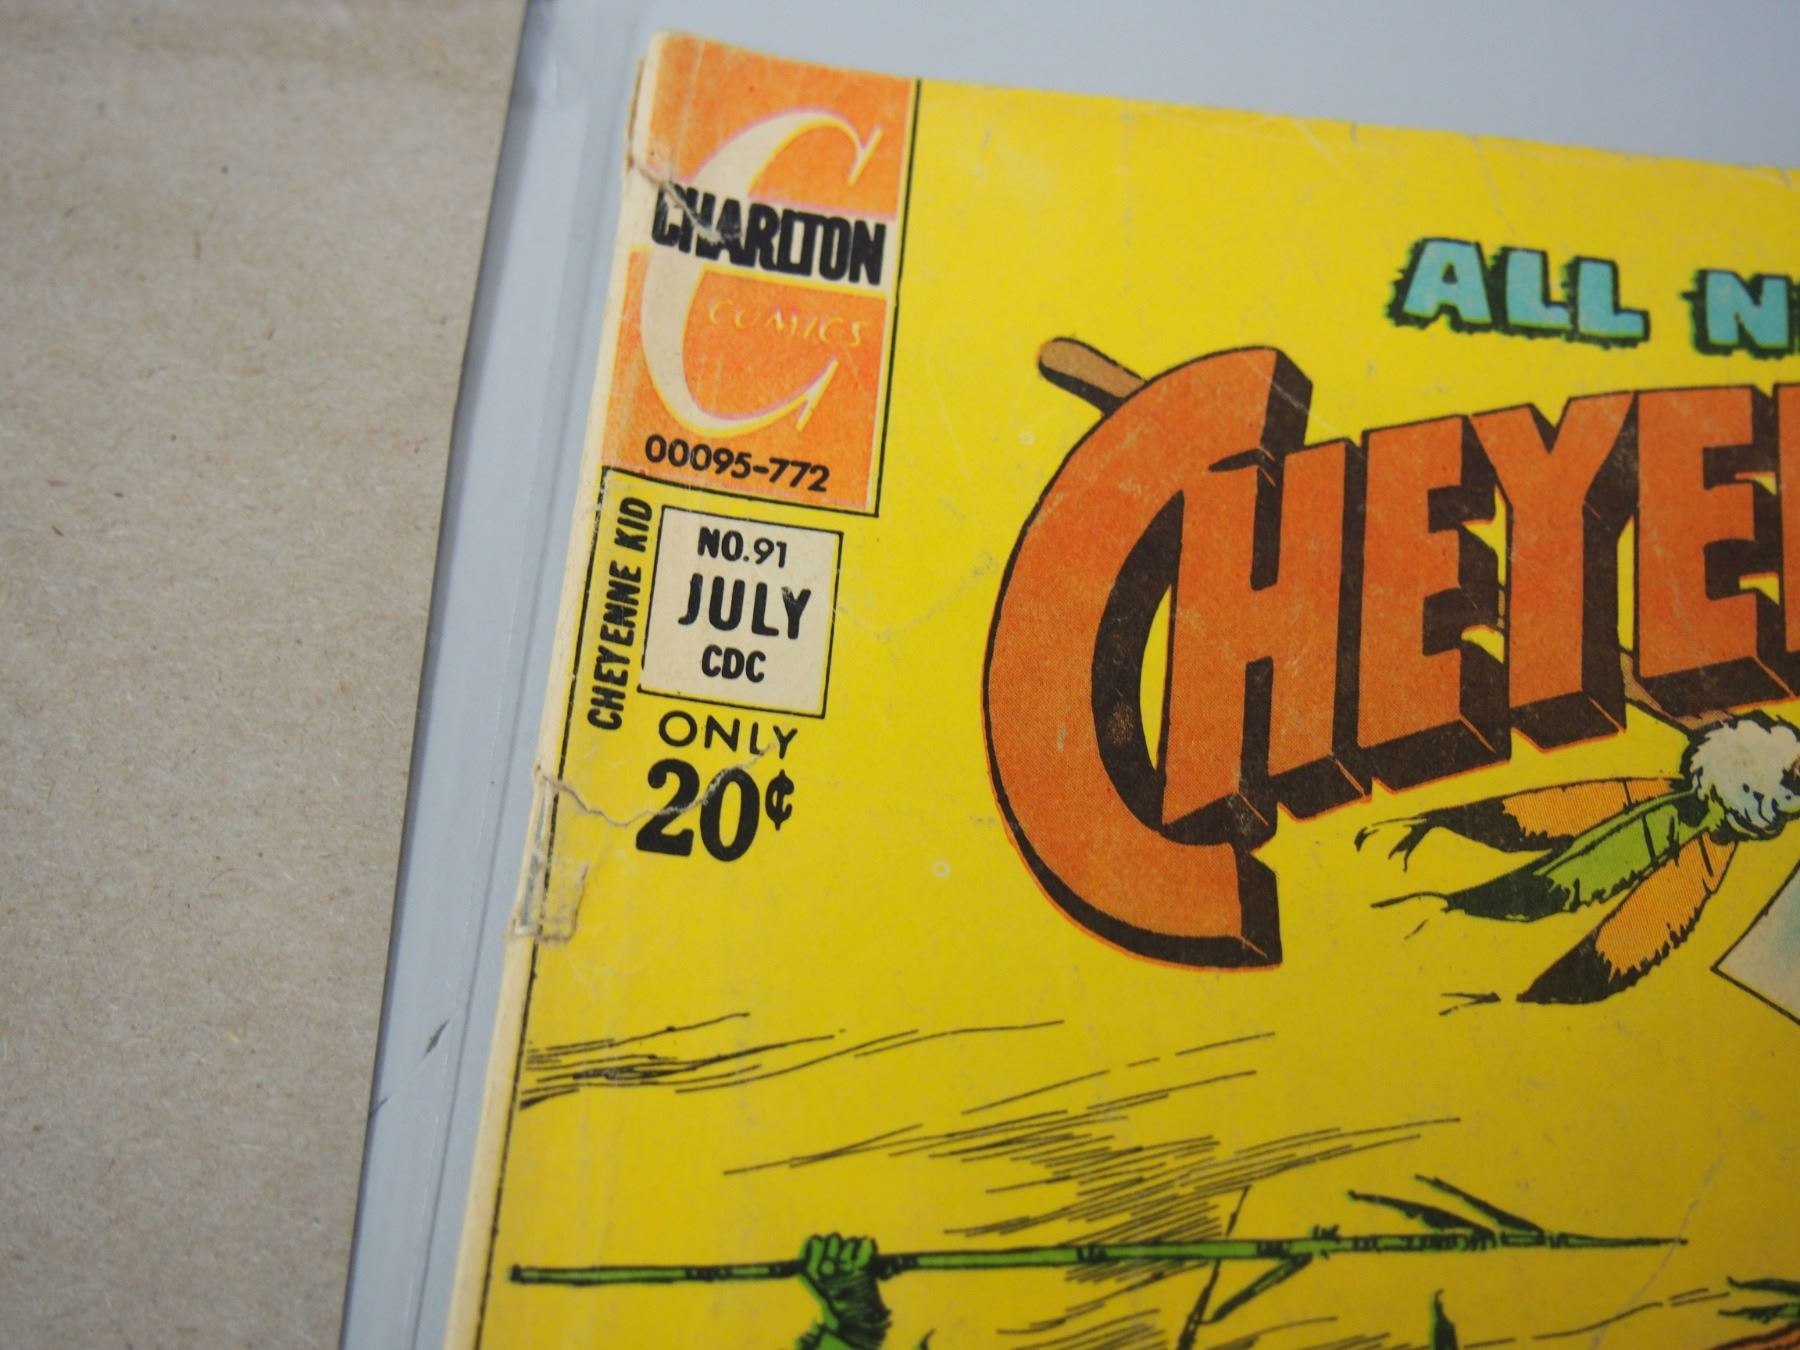 CHARLTON
COMICS
00095-772
CHEYENNE KID
NO.91
JULY
CDC
ONLY
20¢
ALL N
CHEYE